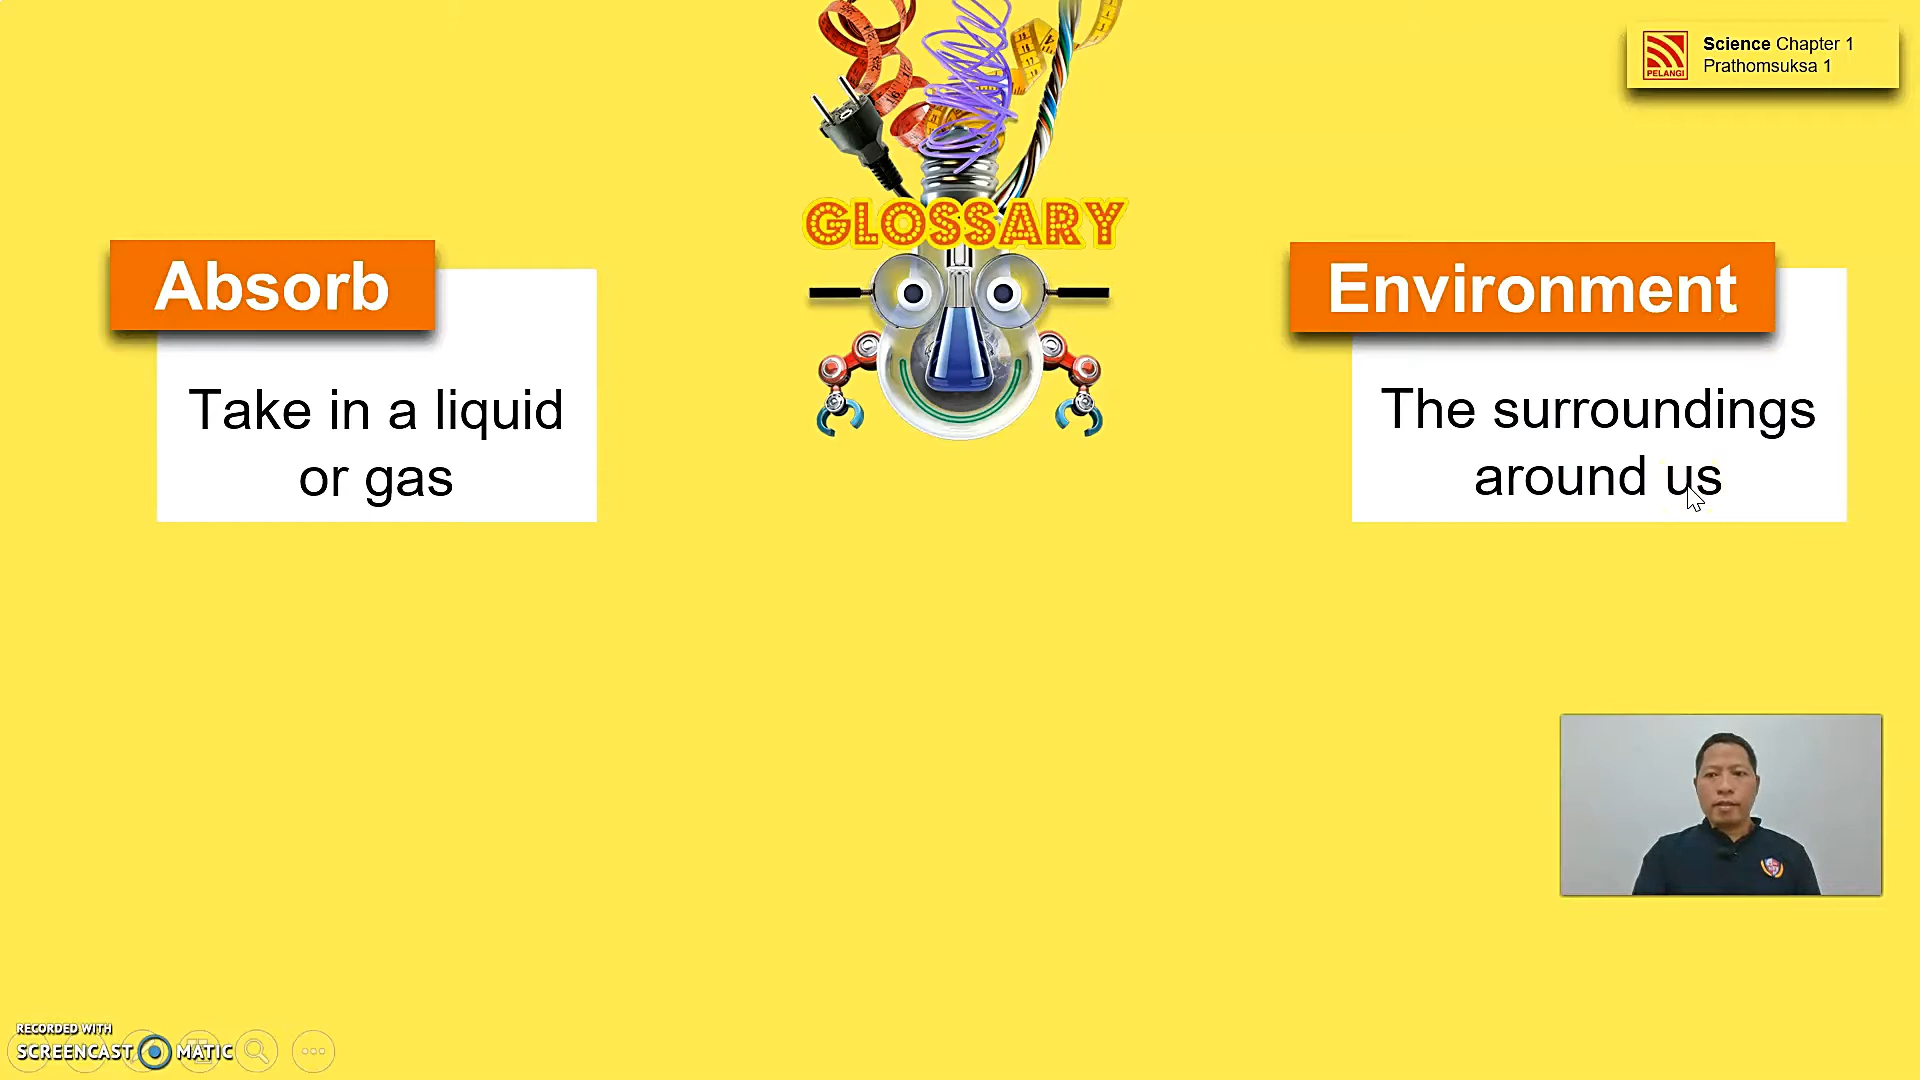 Science Chapter 1
Prathomsuksa 1
PELANGI
GLOSSARY
Absorb
Take in a liquid
or gas
Environment
The surroundings
around us
RECORDED WITH
SCREENCAST MATIC